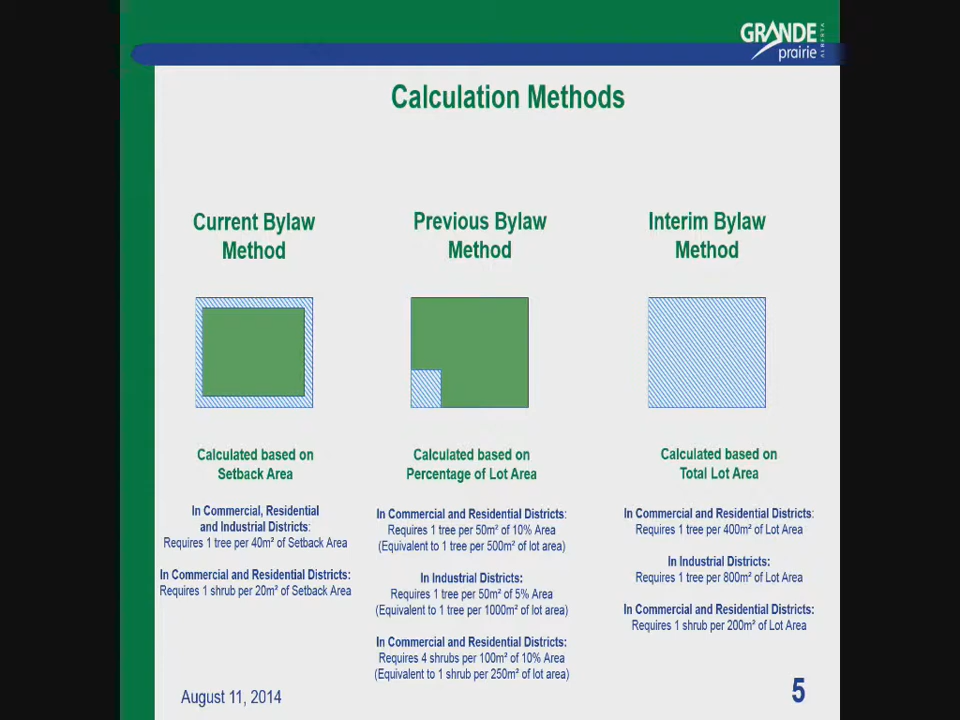 GRANDE
prairie
ALBERTA
Calculation Methods
Current Bylaw
Method
Previous Bylaw
Method
Interim Bylaw
Method
Calculated based on
Setback Area
In Commercial, Residential
and Industrial Districts:
Requires 1 tree per 40m² of Setback Area
In Commercial and Residential Districts:
Requires 1 shrub per 20m² of Setback Area
Calculated based on
Percentage of Lot Area
In Commercial and Residential Districts:
Requires 1 tree per 50m² of 10% Area
(Equivalent to 1 tree per 500m² of lot area)
In Industrial Districts:
Requires 1 tree per 50m² of 5% Area
(Equivalent to 1 tree per 1000m² of lot area)
In Commercial and Residential Districts:
Requires 4 shrubs per 100m² of 10% Area
(Equivalent to 1 shrub per 250m² of lot area)
Calculated based on
Total Lot Area
In Commercial and Residential Districts:
Requires 1 tree per 400m² of Lot Area
In Industrial Districts:
Requires 1 tree per 800m² of Lot Area
In Commercial and Residential Districts:
Requires 1 shrub per 200m² of Lot Area
August 11, 2014
5